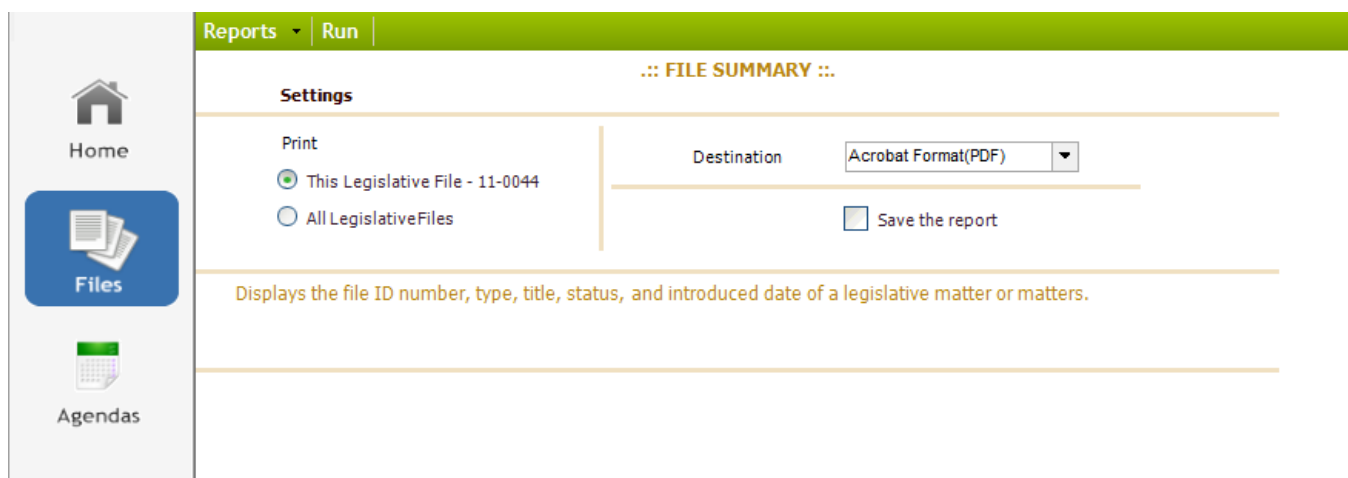 Reports Run
.:: FILE SUMMARY ::.
Settings
Home
Print
Destination
Acrobat Format(PDF)
This Legislative File - 11-0044
All LegislativeFiles
Save the report
Files
Displays the file ID number, type, title, status, and introduced date of a legislative matter or matters.
Agendas